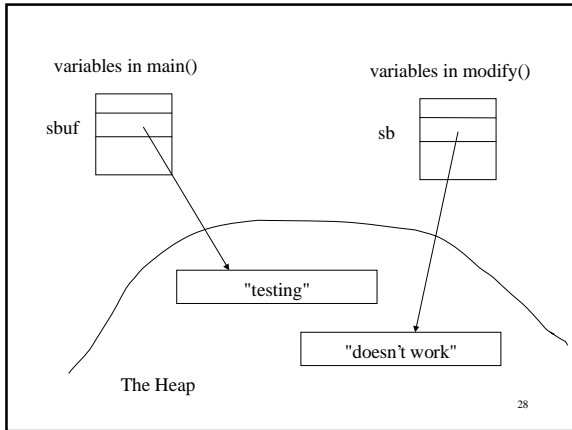 variables in main()
variables in modify()
sbuf
sb
"testing"
"doesn't work"
The Heap
28